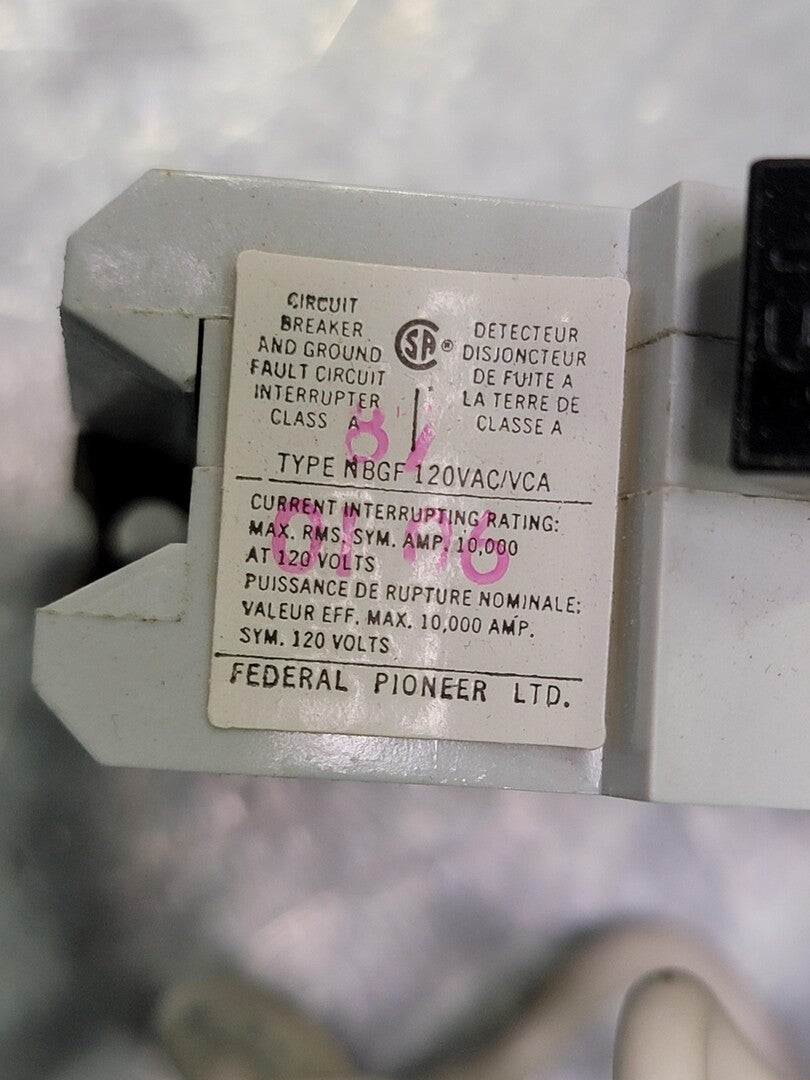 CIRCUIT
BREAKER
AND GROUND
FAULT CIRCUIT
INTERRUPTER
CLASS A
SA®
DETECTEUR
DISJONCTEUR
DE FUITE A
LA TERRE DE
CLASSE A
87
TYPE NBGF 120VAC/VCA
CURRENT INTERRUPTING RATING:
MAX. RMS. SYM. AMP. 10,000
AT 120 VOLTS
PUISSANCE DE RUPTURE NOMINALE:
VALEUR EFF. MAX. 10,000 AMP.
SYM. 120 VOLTS
FEDERAL PIONEER LTD.